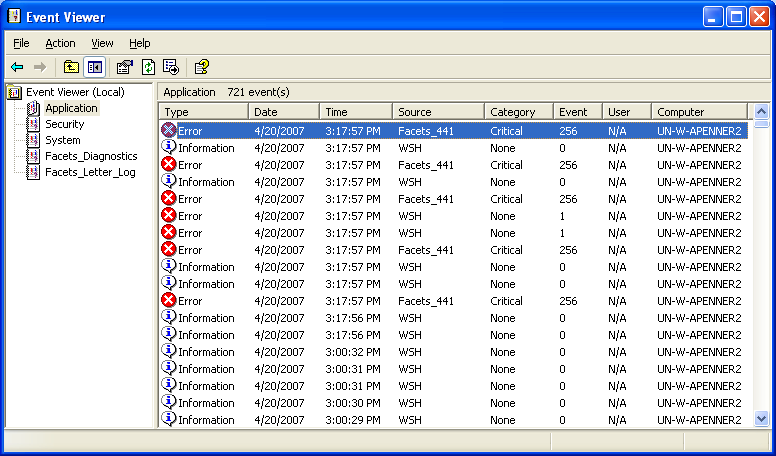 Event Viewer
File Action View Help
Event Viewer (Local)
Application
Security
System
Facets_Diagnostics
Facets_Letter_Log
Application 721 event(s)
Type Date Time Source Category Event User Computer
Error 4/20/2007 3:17:57 PM Facets_441 Critical 256 N/A UN-W-APENNER2
Information 4/20/2007 3:17:57 PM WSH None 0 N/A UN-W-APENNER2
Error 4/20/2007 3:17:57 PM Facets_441 Critical 256 N/A UN-W-APENNER2
Information 4/20/2007 3:17:57 PM WSH None 0 N/A UN-W-APENNER2
Error 4/20/2007 3:17:57 PM Facets_441 Critical 256 N/A UN-W-APENNER2
Error 4/20/2007 3:17:57 PM WSH None 1 N/A UN-W-APENNER2
Error 4/20/2007 3:17:57 PM WSH None 1 N/A UN-W-APENNER2
Error 4/20/2007 3:17:57 PM Facets_441 Critical 256 N/A UN-W-APENNER2
Information 4/20/2007 3:17:57 PM WSH None 0 N/A UN-W-APENNER2
Information 4/20/2007 3:17:57 PM WSH None 0 N/A UN-W-APENNER2
Error 4/20/2007 3:17:57 PM Facets_441 Critical 256 N/A UN-W-APENNER2
Information 4/20/2007 3:17:56 PM WSH None 0 N/A UN-W-APENNER2
Information 4/20/2007 3:17:56 PM WSH None 0 N/A UN-W-APENNER2
Information 4/20/2007 3:00:32 PM WSH None 0 N/A UN-W-APENNER2
Information 4/20/2007 3:00:31 PM WSH None 0 N/A UN-W-APENNER2
Information 4/20/2007 3:00:31 PM WSH None 0 N/A UN-W-APENNER2
Information 4/20/2007 3:00:30 PM WSH None 0 N/A UN-W-APENNER2
Information 4/20/2007 3:00:29 PM WSH None 0 N/A UN-W-APENNER2